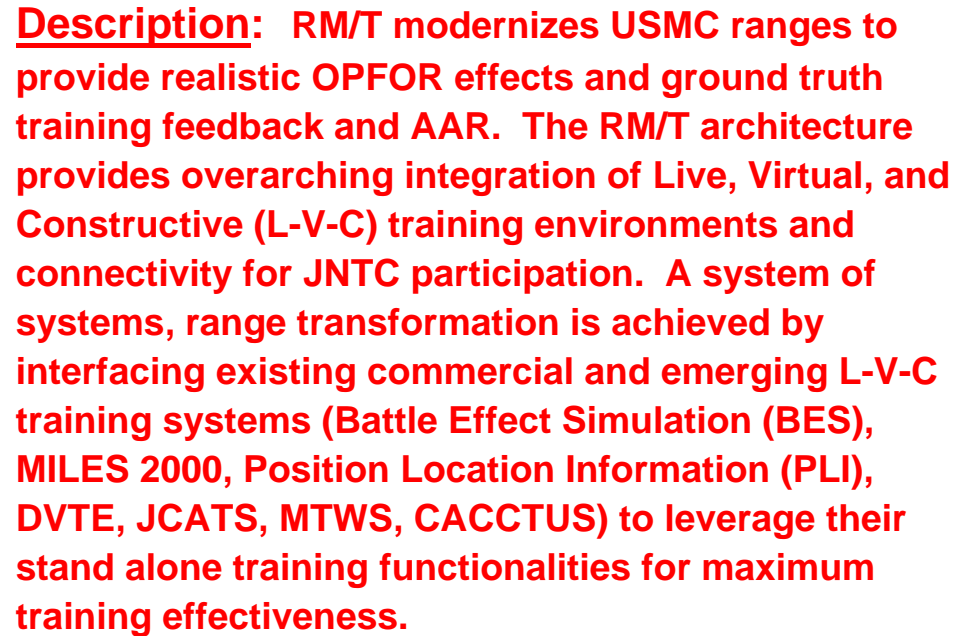 Description: RM/T modernizes USMC ranges to
provide realistic OPFOR effects and ground truth
training feedback and AAR. The RM/T architecture
provides overarching integration of Live, Virtual, and
Constructive (L-V-C) training environments and
connectivity for JNTC participation. A system of
systems, range transformation is achieved by
interfacing existing commercial and emerging L-V-C
training systems (Battle Effect Simulation (BES),
MILES 2000, Position Location Information (PLI),
DVTE, JCATS, MTWS, CACCTUS) to leverage their
stand alone training functionalities for maximum
training effectiveness.